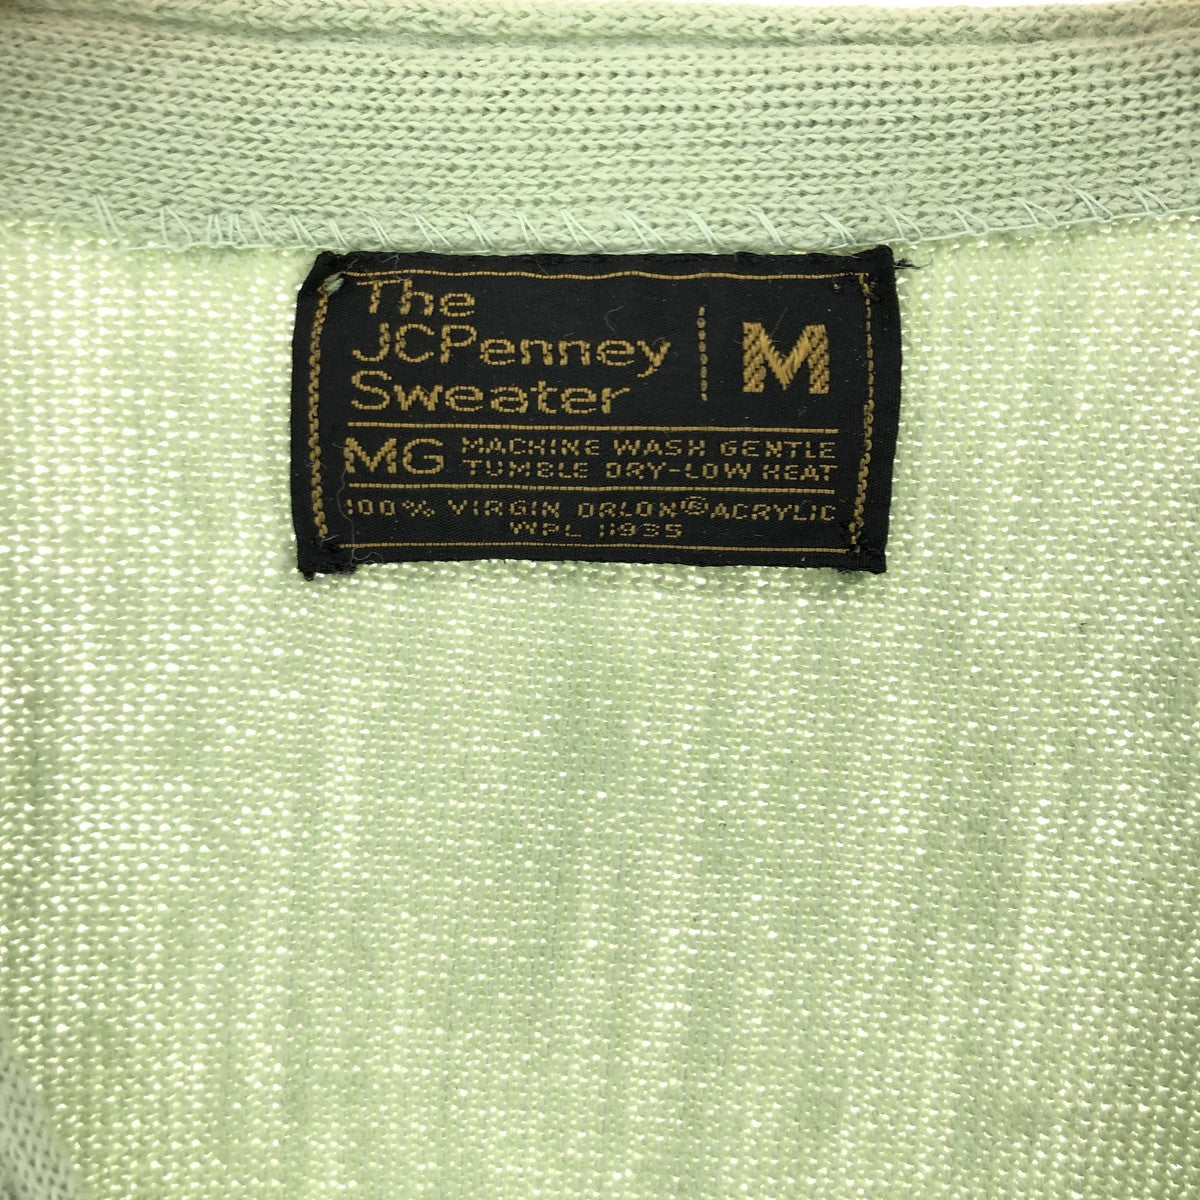 The
JCPenney
Sweater
M
MG
MACHINE WASH GENTLE
TUMBLE DRY-LOW HEAT
100% VIRGIN ORLON® ACRYLIC
WPL 11935